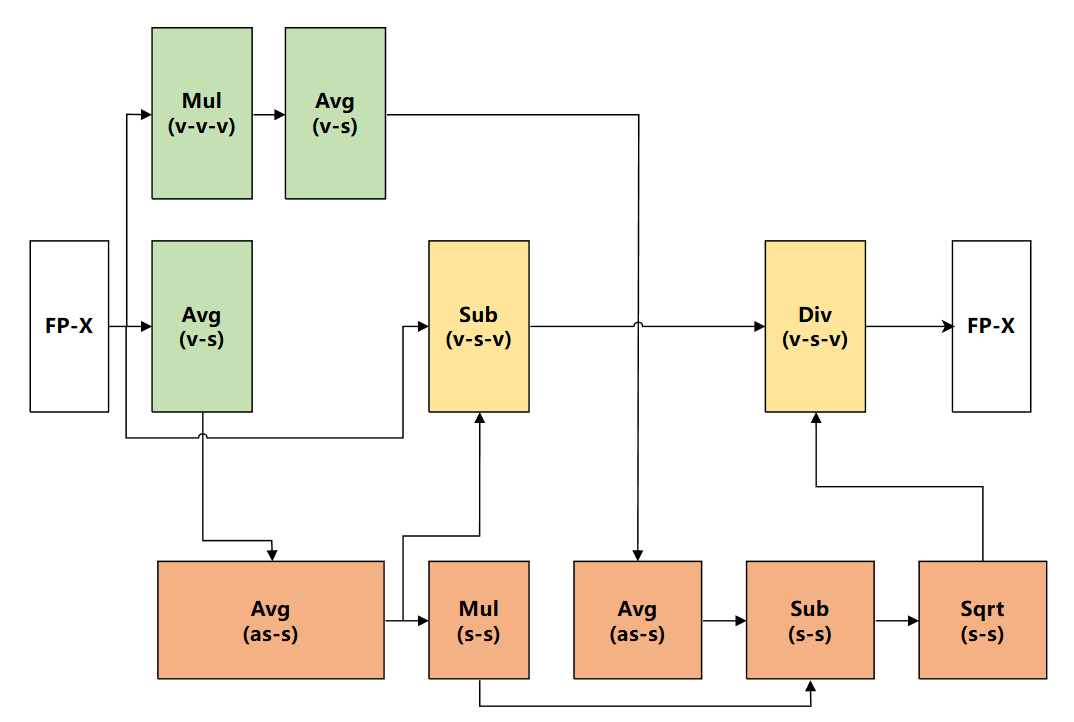 Mul
(v-v-v)
Avg
(v-s)
FP-X
Avg
(v-s)
Sub
(v-s-v)
Div
(v-s-v)
FP-X
Avg
(as-s)
Mul
(s-s)
Avg
(as-s)
Sub
(s-s)
Sqrt
(s-s)